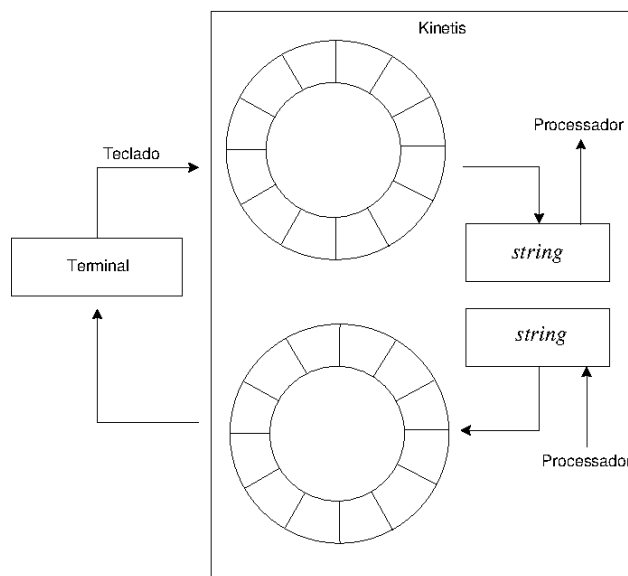 Kinetis
Processador
Teclado
string
Terminal
string
Processador